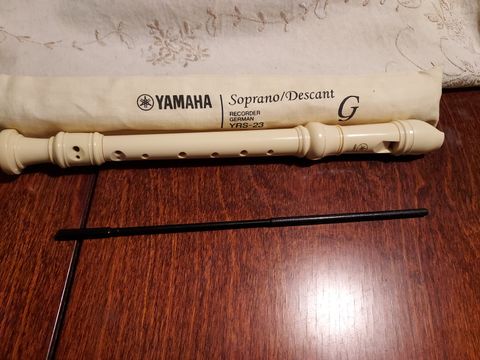 YAMAHA
Soprano/Descant
RECORDER
GERMAN
YRS-23
G